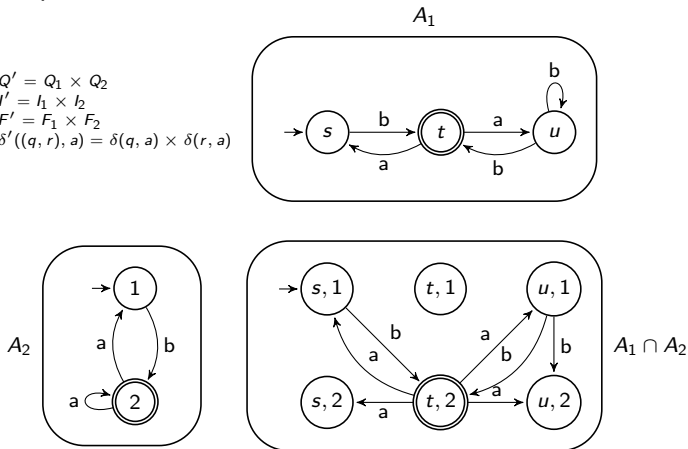 A₁
Q′ = Q₁ × Q₂
I′ = I₁ × I₂
F′ = F₁ × F₂
δ′((q, r), a) = δ(q, a) × δ(r, a)
b
s
b
t
a
u
a
b
1
a
b
a
2
A₂
s, 1
t, 1
u, 1
b
a
a
b
b
s, 2
a
t, 2
a
u, 2
A₁ ∩ A₂